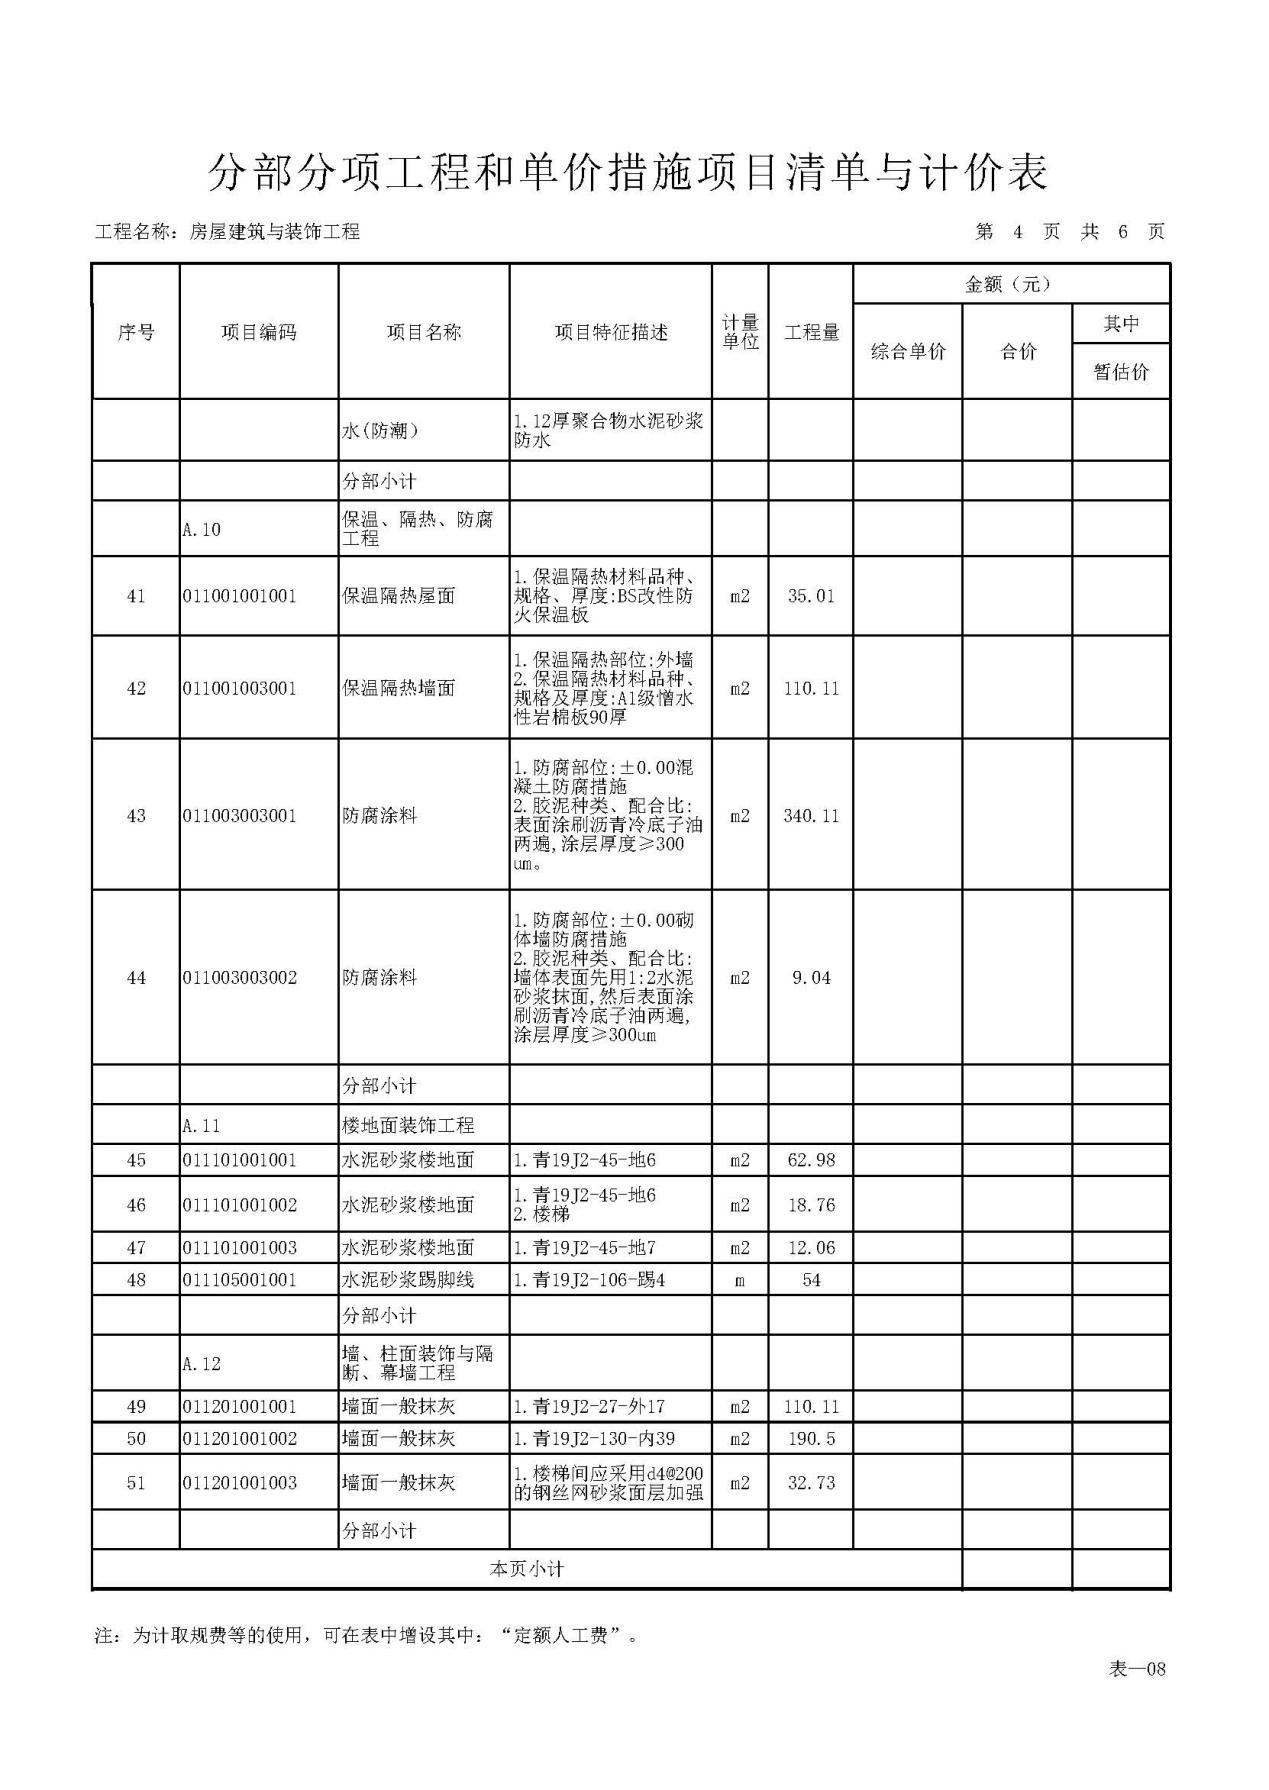 分部分项工程和单价措施项目清单与计价表
工程名称：房屋建筑与装饰工程 第 4 页 共 6 页
序号 项目编码 项目名称 项目特征描述 计量单位 工程量 金额（元）
综合单价 合价 其中
暂估价
水(防潮) 1.12厚聚合物水泥砂浆
防水
分部小计
A.10 保温、隔热、防腐
工程
41 011001001001 保温隔热屋面 1.保温隔热材料品种、
规格、厚度:BS改性防
火保温板 m2 35.01
42 011001003001 保温隔热墙面 1.保温隔热部位:外墙
2.保温隔热材料品种、
规格及厚度:A1级憎水
性岩棉板90厚 m2 110.11
43 011003003001 防腐涂料 1.防腐部位:±0.00混
凝土防腐措施
2.胶泥种类、配合比:
表面涂刷沥青冷底子油
两遍,涂层厚度≥300
um。 m2 340.11
44 011003003002 防腐涂料 1.防腐部位:±0.00砌
体墙防腐措施
2.胶泥种类、配合比:
墙体表面先用1:2水泥
砂浆抹面,然后表面涂
刷沥青冷底子油两遍,
涂层厚度≥300um m2 9.04
分部小计
A.11 楼地面装饰工程
45 011101001001 水泥砂浆楼地面 1.青19J2-45-地6 m2 62.98
46 011101001002 水泥砂浆楼地面 1.青19J2-45-地6
2.楼梯 m2 18.76
47 011101001003 水泥砂浆楼地面 1.青19J2-45-地7 m2 12.06
48 011105001001 水泥砂浆踢脚线 1.青19J2-106-踢4 m 54
分部小计
A.12 墙、柱面装饰与隔
断、幕墙工程
49 011201001001 墙面一般抹灰 1.青19J2-27-外17 m2 110.11
50 011201001002 墙面一般抹灰 1.青19J2-130-内39 m2 190.5
51 011201001003 墙面一般抹灰 1.楼梯间应采用d4@200
的钢丝网砂浆面层加强 m2 32.73
分部小计
本页小计
注：为计取规费等的使用，可在表中增设其中：“定额人工费”。
表—08